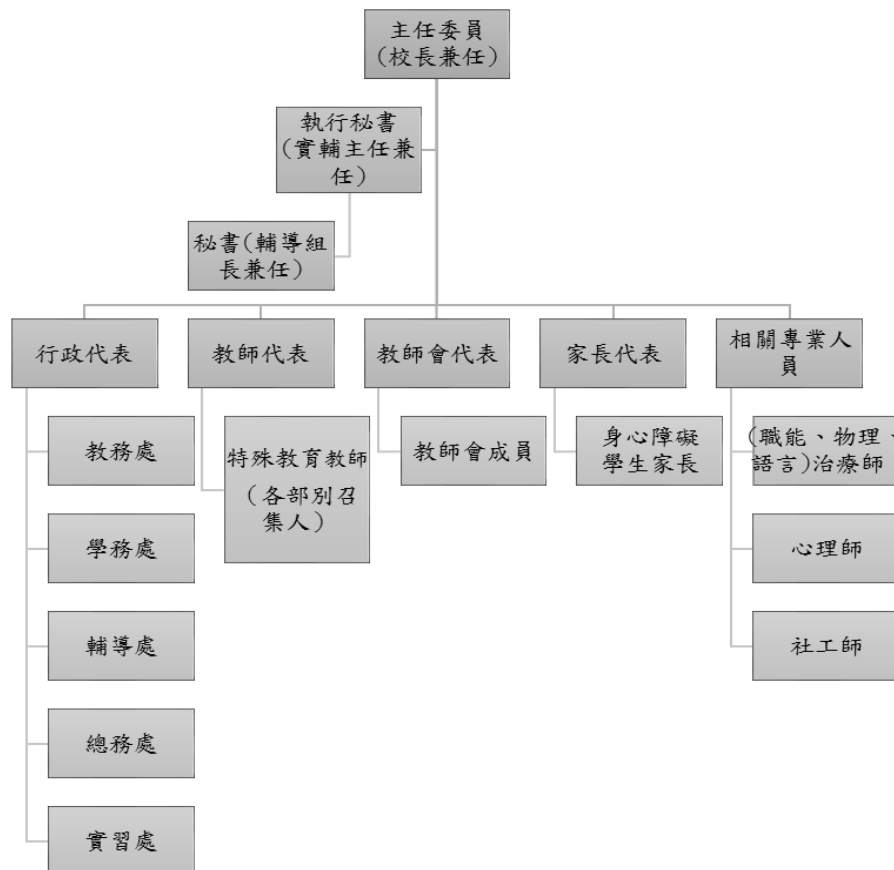 主任委員
(校長兼任)
執行秘書
(實輔主任兼
任)
秘書(輔導組
長兼任)
行政代表
教師代表
教師會代表
家長代表
相關專業人
員
教務處
學務處
輔導處
總務處
實習處
特殊教育教師
(各部別召
集人)
教師會成員
身心障礙
學生家長
(職能、物理、
語言)治療師
心理師
社工師